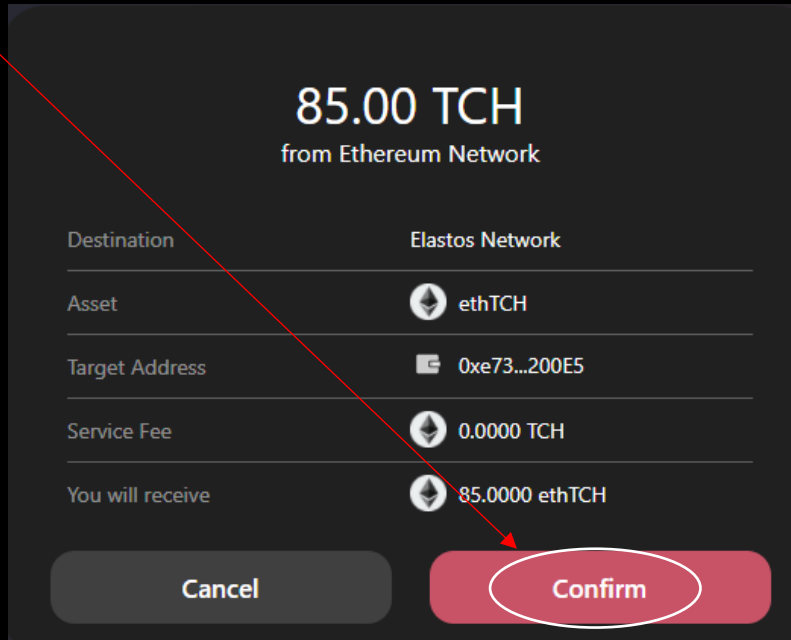 85.00 TCH
from Ethereum Network
Destination Elastos Network
Asset ethTCH
Target Address 0xe73...200E5
Service Fee 0.0000 TCH
You will receive 85.0000 ethTCH
Cancel Confirm